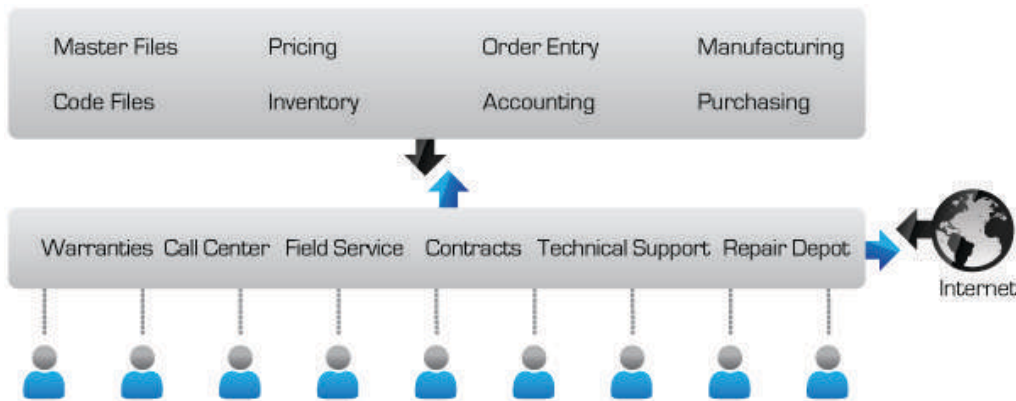 Master Files Pricing Order Entry Manufacturing
Code Files Inventory Accounting Purchasing
Warranties Call Center Field Service Contracts Technical Support Repair Depot
Internet